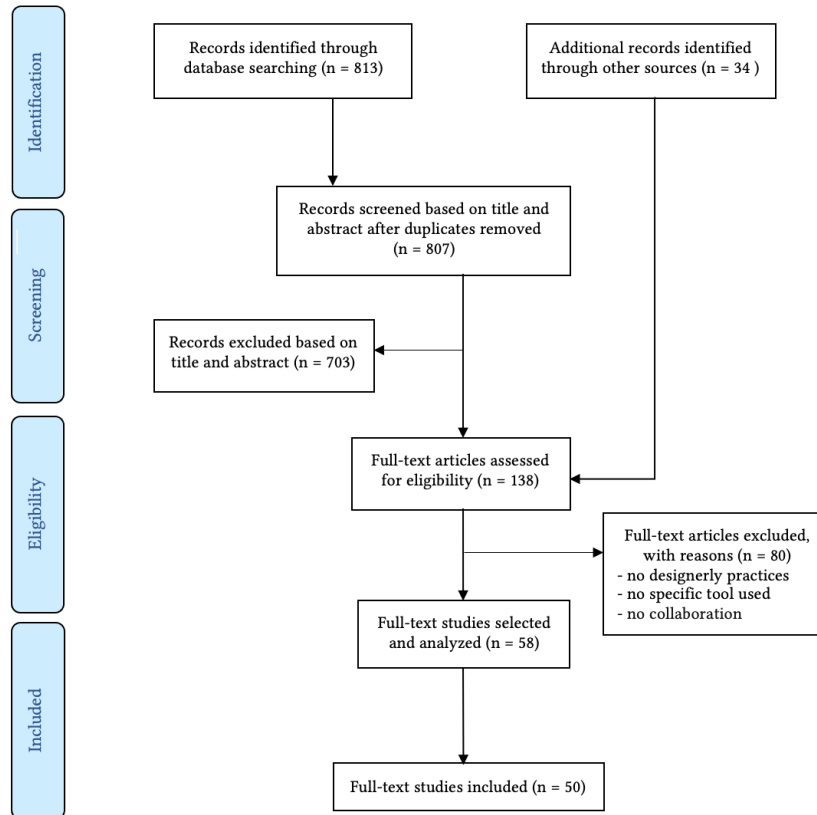 Identification
Records identified through
database searching (n = 813)
Additional records identified
through other sources (n = 34 )
Records screened based on title and
abstract after duplicates removed
(n = 807)
Screening
Records excluded based on
title and abstract (n = 703)
Eligibility
Full-text articles assessed
for eligibility (n = 138)
Full-text articles excluded,
with reasons (n = 80)
- no designerly practices
- no specific tool used
- no collaboration
Full-text studies selected
and analyzed (n = 58)
Included
Full-text studies included (n = 50)